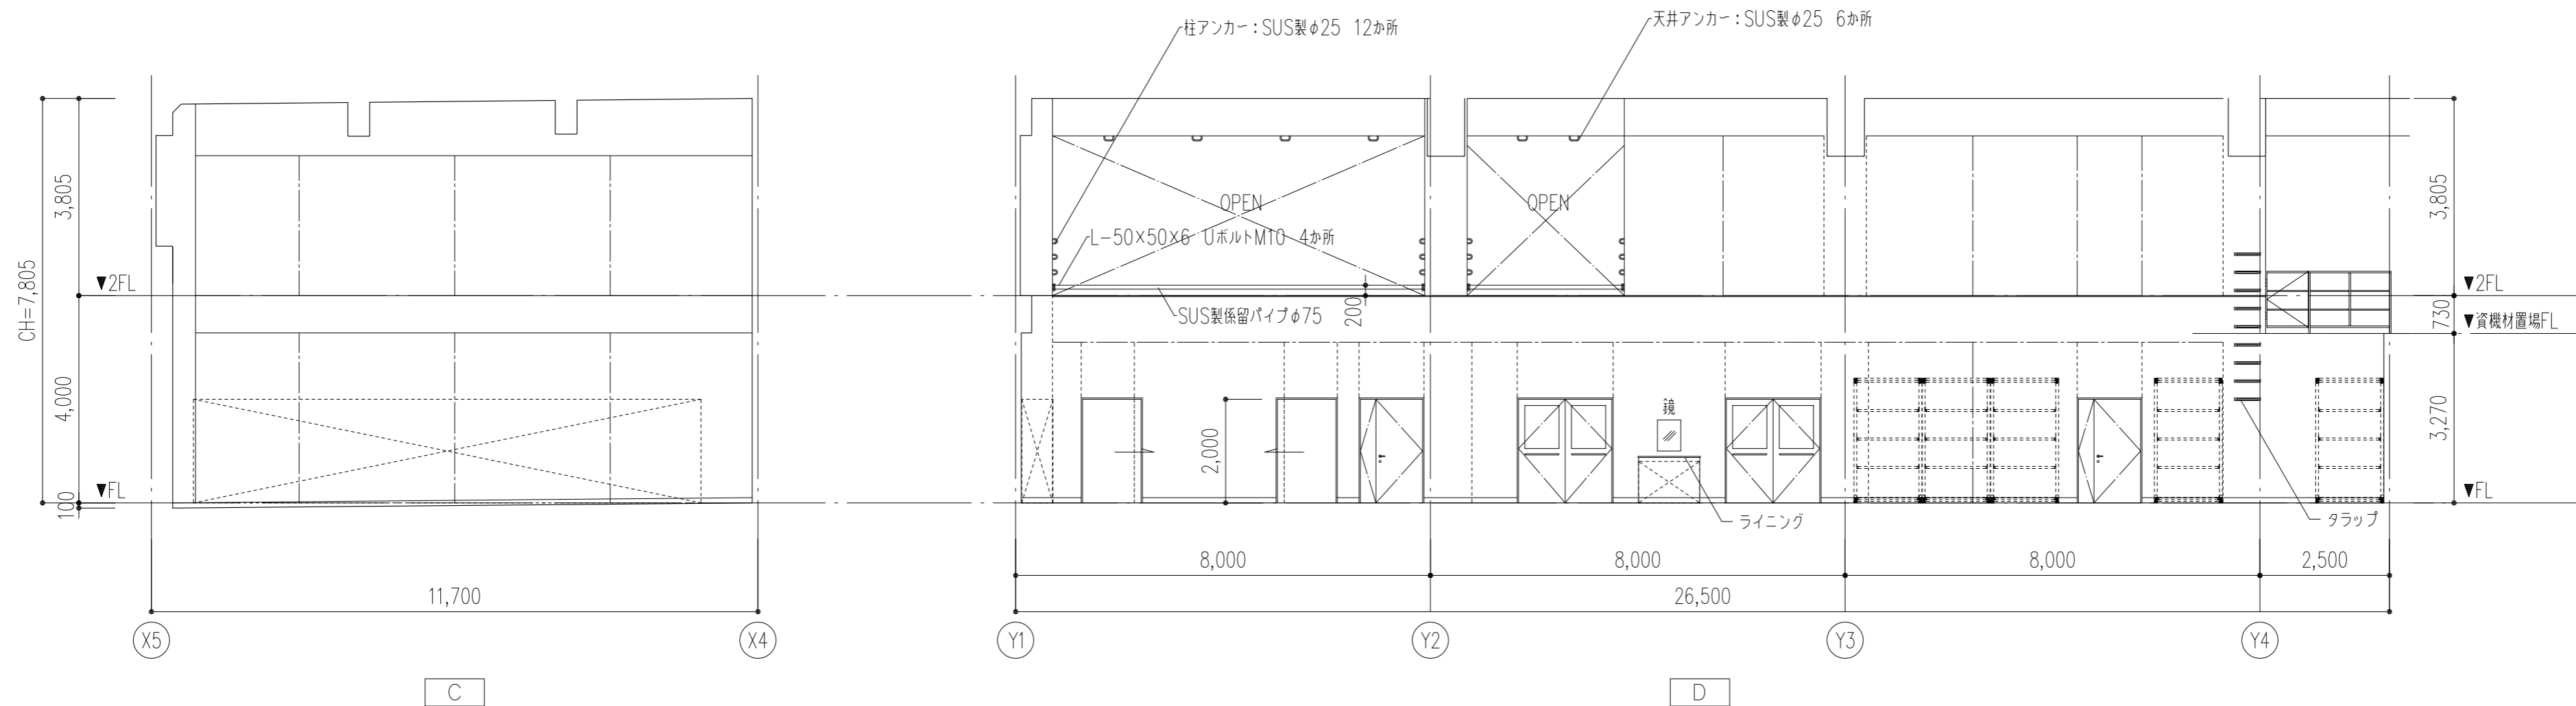 柱アンカー：SUS製φ25 12か所
天井アンカー：SUS製φ25 6か所
3,805
CH=7,805
▼2FL
4,000
▼FL
100
11,700
X5
X4
C
OPEN
OPEN
L-50×50×6 UボルトM10 4か所
SUS製係留パイプφ75
200
2,000
鏡
ライニング
タラップ
3,805
▼2FL
730
▼資機材置場FL
3,270
▼FL
8,000
8,000
8,000
2,500
26,500
Y1
Y2
Y3
Y4
D